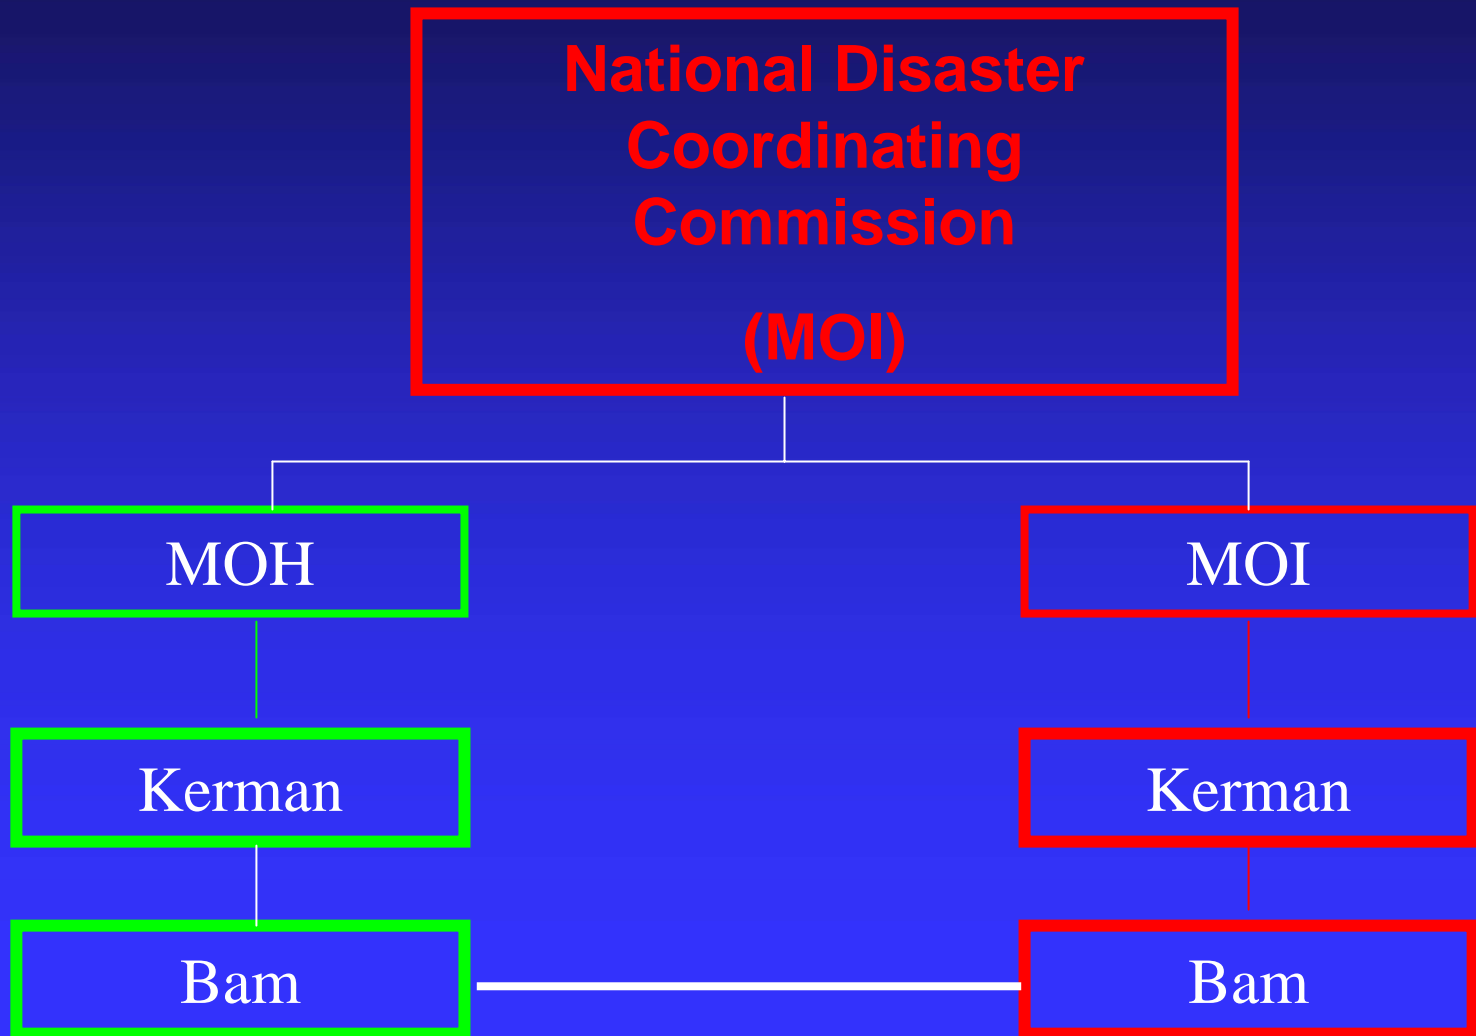 National Disaster
Coordinating
Commission
(MOI)
MOH
MOI
Kerman
Kerman
Bam
Bam